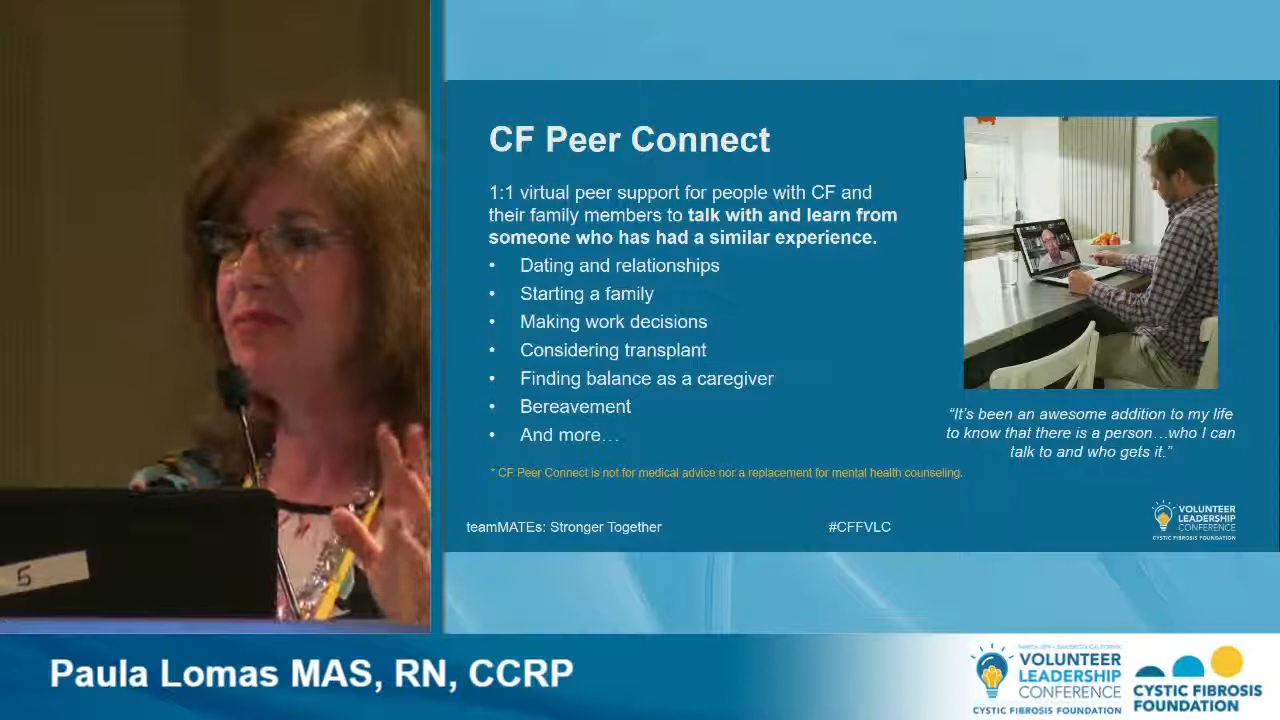 CF Peer Connect
1:1 virtual peer support for people with CF and
their family members to talk with and learn from
someone who has had a similar experience.
• Dating and relationships
• Starting a family
• Making work decisions
• Considering transplant
• Finding balance as a caregiver
• Bereavement
• And more…
* CF Peer Connect is not for medical advice nor a replacement for mental health counseling.
“It’s been an awesome addition to my life
to know that there is a person…who I can
talk to and who gets it.”
teamMATEs: Stronger Together
#CFFVLC
VOLUNTEER
LEADERSHIP
CONFERENCE
CYSTIC FIBROSIS FOUNDATION
5
Paula Lomas MAS, RN, CCRP
VOLUNTEER
LEADERSHIP
CONFERENCE
CYSTIC FIBROSIS FOUNDATION
CYSTIC FIBROSIS
FOUNDATION